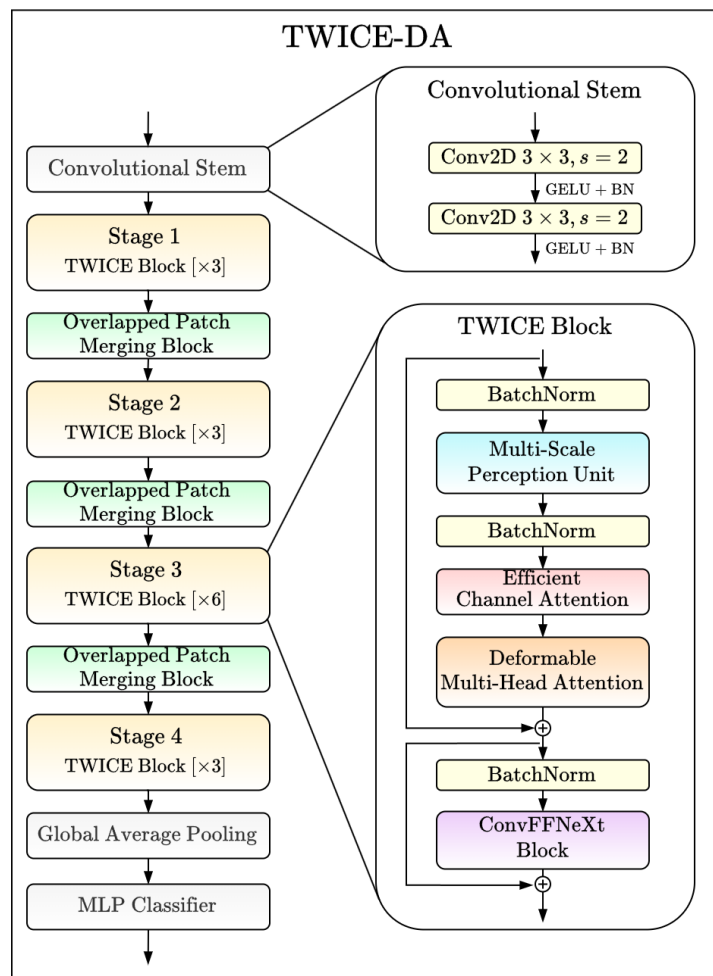 TWICE-DA
Convolutional Stem
Stage 1
TWICE Block [×3]
Overlapped Patch
Merging Block
Stage 2
TWICE Block [×3]
Overlapped Patch
Merging Block
Stage 3
TWICE Block [×6]
Overlapped Patch
Merging Block
Stage 4
TWICE Block [×3]
Global Average Pooling
MLP Classifier
Convolutional Stem
Conv2D 3 × 3, s = 2
GELU + BN
Conv2D 3 × 3, s = 2
GELU + BN
TWICE Block
BatchNorm
Multi-Scale
Perception Unit
BatchNorm
Efficient
Channel Attention
Deformable
Multi-Head Attention
BatchNorm
ConvFFNeXt
Block